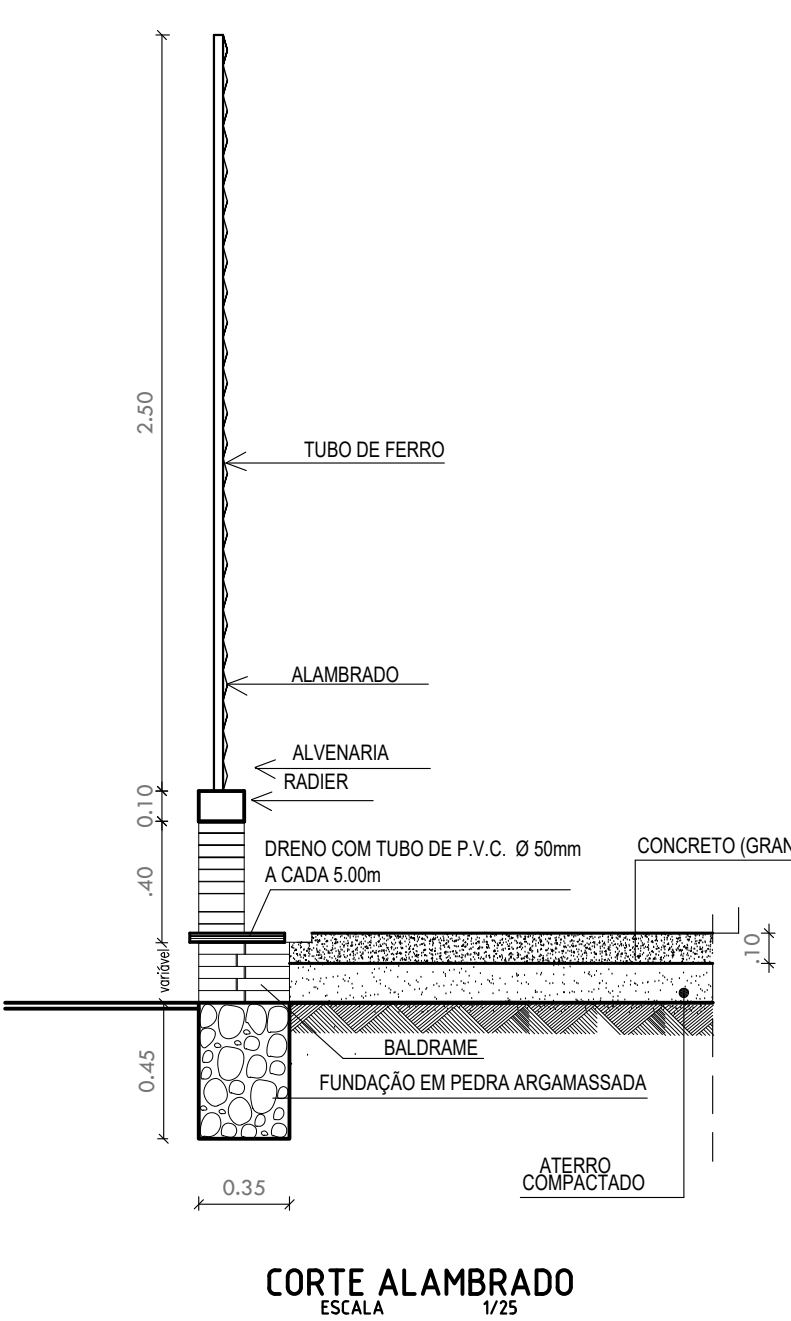 2.50
TUBO DE FERRO
ALAMBRADO
ALVENARIA
RADIER
0.10
DRENO COM TUBO DE P.V.C. Ø 50mm
A CADA 5.00m
CONCRETO (GRAN
.40
.10
variável
BALDRAME
0.45
FUNDAÇÃO EM PEDRA ARGAMASSADA
ATERRO
COMPACTADO
0.35
CORTE ALAMBRADO
ESCALA 1/25